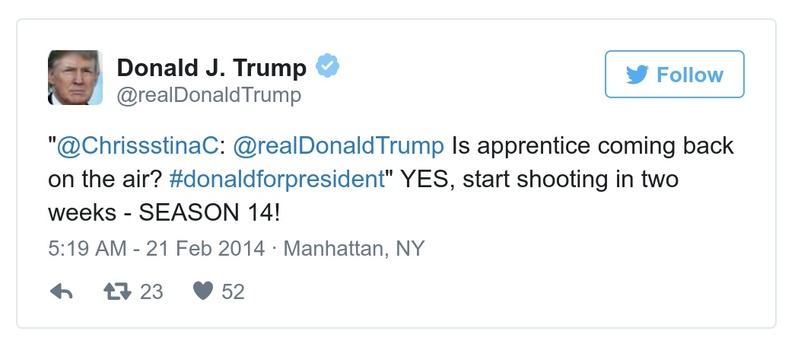 Donald J. Trump
@realDonaldTrump
Follow
"@ChrissstinaC: @realDonaldTrump Is apprentice coming back
on the air? #donaldforpresident" YES, start shooting in two
weeks - SEASON 14!
5:19 AM - 21 Feb 2014 · Manhattan, NY
23 52